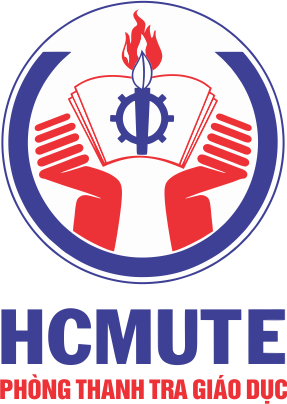 HCMUTE
PHÒNG THANH TRA GIÁO DỤC